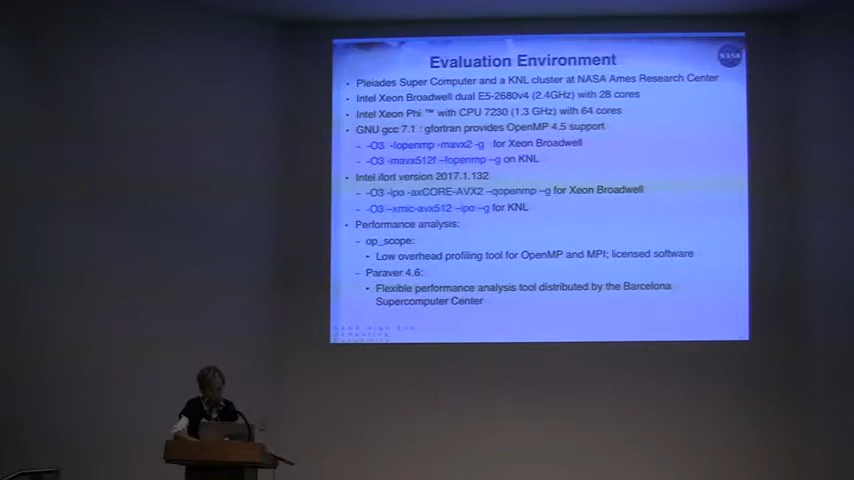 Evaluation Environment
NASA
• Pleiades Super Computer and a KNL cluster at NASA Ames Research Center
• Intel Xeon Broadwell dual E5-2680v4 (2.4GHz) with 28 cores
• Intel Xeon Phi ™ with CPU 7230 (1.3 GHz) with 64 cores
• GNU gcc 7.1 : gfortran provides OpenMP 4.5 support
– -O3 -fopenmp -mavx2 -g for Xeon Broadwell
– -O3 -mavx512f –fopenmp –g on KNL
• Intel ifort version 2017.1.132
– -O3 -ipo -axCORE-AVX2 –qopenmp –g for Xeon Broadwell
– -O3 –xmic-avx512 –ipo –g for KNL
• Performance analysis:
– op_scope:
• Low overhead profiling tool for OpenMP and MPI; licensed software
– Paraver 4.6:
• Flexible performance analysis tool distributed by the Barcelona
Supercomputer Center
NASA High End
Computing